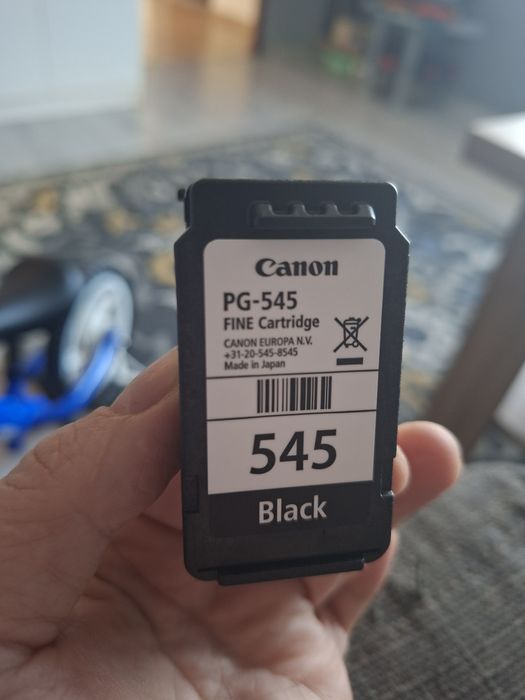 Canon
PG-545
FINE Cartridge
CANON EUROPA N.V.
+31-20-545-8545
Made in Japan
545
Black